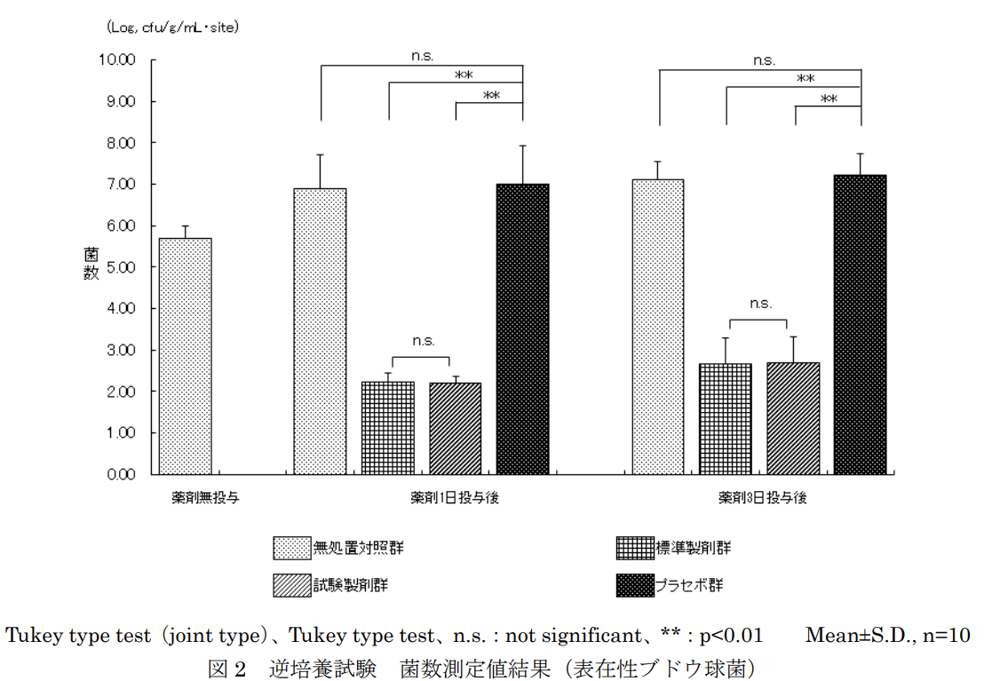 (Log, cfu/g/mL・site)
10.00
9.00
8.00
7.00
6.00
5.00
4.00
3.00
2.00
1.00
0.00
菌数
n.s.
**
**
n.s.
n.s.
**
**
n.s.
薬剤無投与 薬剤1日投与後 薬剤3日投与後
無処置対照群 標準製剤群
試験製剤群 プラセボ群
Tukey type test (joint type)、Tukey type test、n.s. : not significant、** : p<0.01 Mean±S.D., n=10
図 2 逆培養試験 菌数測定値結果（表在性ブドウ球菌）